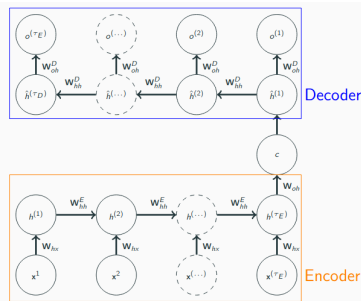 o^(τ_E) o^(...) o^(2) o^(1)
W^D_oh W^D_oh W^D_oh W^D_oh
W^D_hh W^D_hh W^D_hh
ĥ^(τ_D) ĥ^(...) ĥ^(2) ĥ^(1)
Decoder
c
W_oh
W^E_hh W^E_hh W^E_hh
h^(1) h^(2) h^(...) h^(τ_E)
W_hx W_hx W_hx W_hx
x^1 x^2 x^(...) x^(τ_E)
Encoder